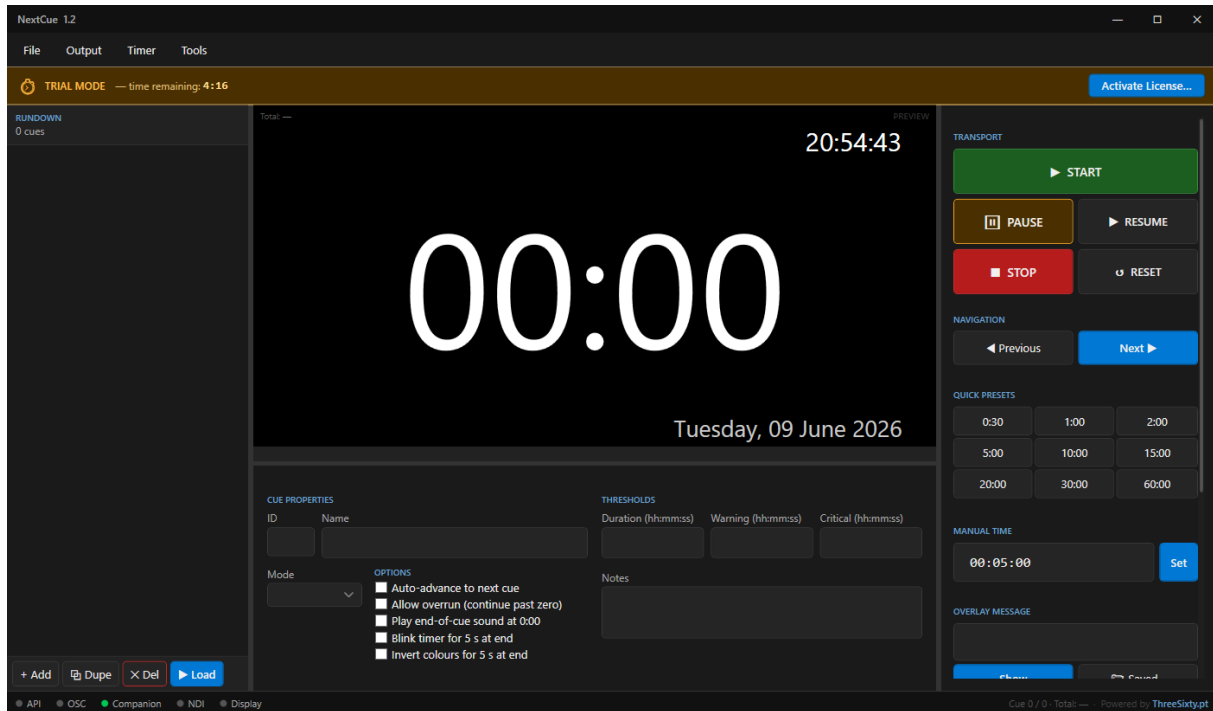 NextCue 1.2
File Output Timer Tools
TRIAL MODE — time remaining: 4:16
Activate License...
RUNDOWN
0 cues
+ Add Dupe Del Load
Total: —
PREVIEW
20:54:43
00:00
Tuesday, 09 June 2026
CUE PROPERTIES
ID Name
Mode
OPTIONS
Auto-advance to next cue
Allow overrun (continue past zero)
Play end-of-cue sound at 0:00
Blink timer for 5 s at end
Invert colours for 5 s at end
THRESHOLDS
Duration (hh:mm:ss) Warning (hh:mm:ss) Critical (hh:mm:ss)
Notes
TRANSPORT
START
PAUSE RESUME
STOP RESET
NAVIGATION
Previous Next
QUICK PRESETS
0:30 1:00 2:00
5:00 10:00 15:00
20:00 30:00 60:00
MANUAL TIME
00:05:00 Set
OVERLAY MESSAGE
Show Saved
API OSC Companion NDI Display
Cue 0 / 0 · Total: — · Powered by ThreeSixty.pt